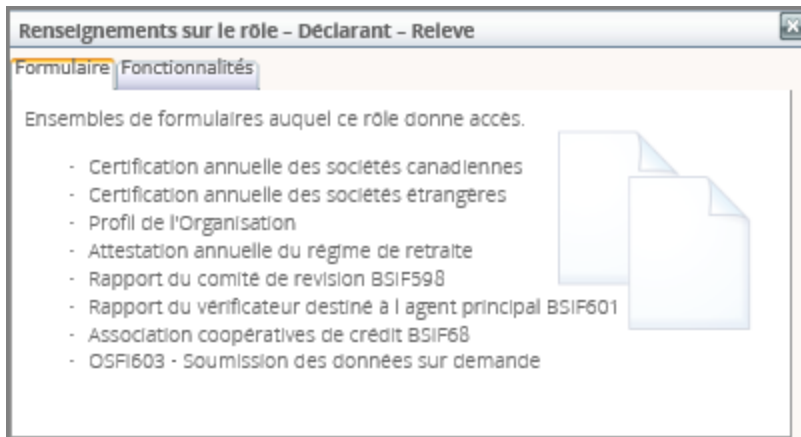 Renseignements sur le rôle – Déclarant – Releve
Formulaire Fonctionnalités
Ensembles de formulaires auquel ce rôle donne accès.
- Certification annuelle des sociétés canadiennes
- Certification annuelle des sociétés étrangères
- Profil de l'Organisation
- Attestation annuelle du régime de retraite
- Rapport du comité de revision BSIF598
- Rapport du vérificateur destiné à l agent principal BSIF601
- Association coopératives de crédit BSIF68
- OSFI603 - Soumission des données sur demande